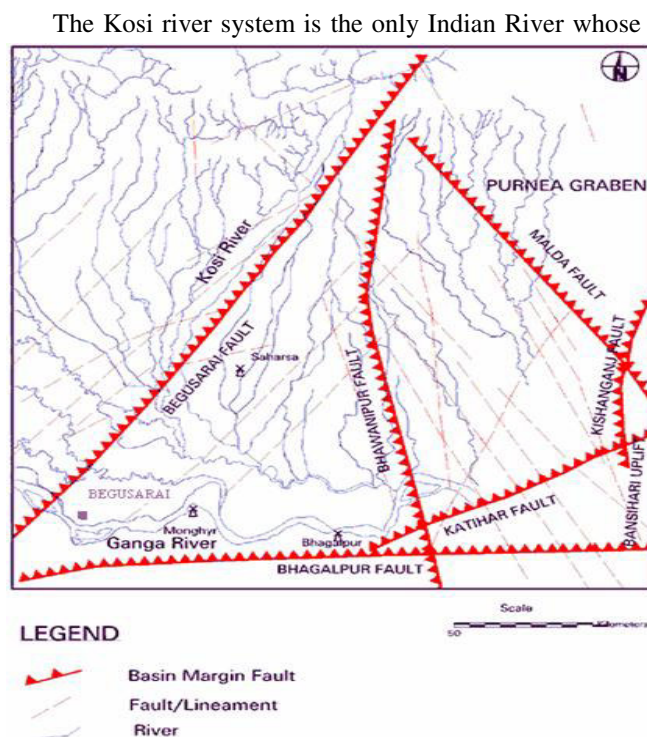 The Kosi river system is the only Indian River whose
N
PURNEA GRABEN
MALDA FAULT
Kosi River
KISHANGANJ FAULT
BEGUSARAI FAULT
Saharsa
BHAWANIPUR FAULT
BANSIHARI UPLIFT
BEGUSARAI
Monghyr
KATIHAR FAULT
Ganga River
Bhagalpur
BHAGALPUR FAULT
Scale
50
Kilometers
LEGEND
Basin Margin Fault
Fault/Lineament
River